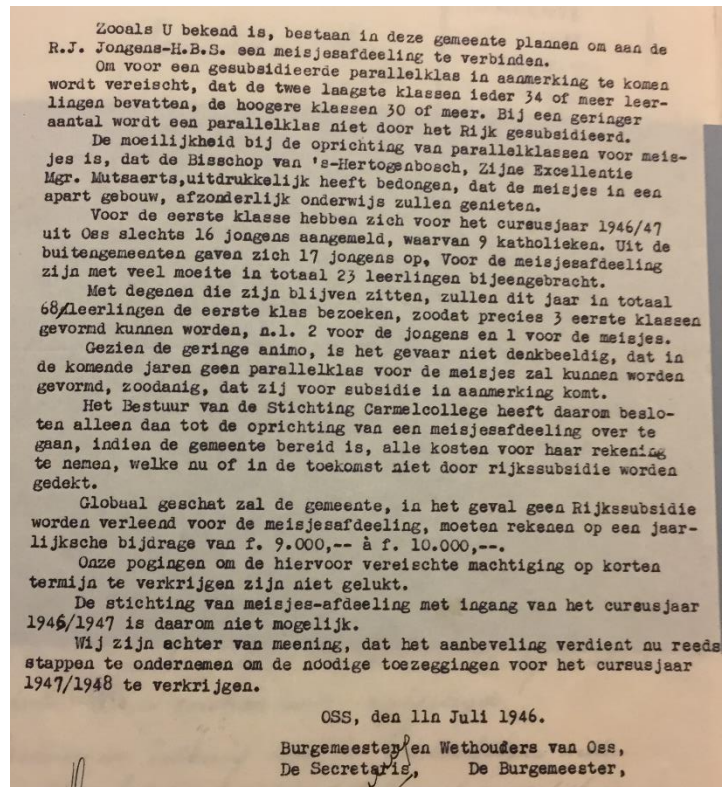 Zooals U bekend is, bestaan in deze gemeente plannen om aan de
R.J. Jongens-H.B.S. een meisjesafdeeling te verbinden.
Om voor een gesubsidieerde parallelklas in aanmerking te komen
wordt vereischt, dat de twee laagste klassen ieder 34 of meer leer-
lingen bevatten, de hoogere klassen 30 of meer. Bij een geringer
aantal wordt een parallelklas niet door het Rijk gesubsidieerd.
De moeilijkheid bij de oprichting van parallelklassen voor meis-
jes is, dat de Bisschop van 's-Hertogenbosch, Zijne Excellentie
Mgr. Mutsaerts,uitdrukkelijk heeft bedongen, dat de meisjes in een
apart gebouw, afzonderlijk onderwijs zullen genieten.
Voor de eerste klasse hebben zich voor het cursusjaar 1946/47
uit Oss slechts 16 jongens aangemeld, waarvan 9 katholieken. Uit de
buitengemeenten gaven zich 17 jongens op. Voor de meisjesafdeeling
zijn met veel moeite in totaal 23 leerlingen bijeengebracht.
Met degenen die zijn blijven zitten, zullen dit jaar in totaal
68 leerlingen de eerste klas bezoeken, zoodat precies 3 eerste klassen
gevormd kunnen worden, n.l. 2 voor de jongens en 1 voor de meisjes.
Gezien de geringe animo, is het gevaar niet denkbeeldig, dat in
de komende jaren geen parallelklas voor de meisjes zal kunnen worden
gevormd, zoodanig, dat zij voor subsidie in aanmerking komt.
Het Bestuur van de Stichting Carmelcollege heeft daarom beslo-
ten alleen dan tot de oprichting van een meisjesafdeeling over te
gaan, indien de gemeente bereid is, alle kosten voor haar rekening
te nemen, welke nu of in de toekomst niet door rijkssubsidie worden
gedekt.
Globaal geschat zal de gemeente, in het geval geen Rijkssubsidie
worden verleend voor de meisjesafdeeling, moeten rekenen op een jaar-
lijksche bijdrage van f. 9.000,-- à f. 10.000,--.
Onze pogingen om de hiervoor vereischte machtiging op korten
termijn te verkrijgen zijn niet gelukt.
De stichting van meisjes-afdeeling met ingang van het cursusjaar
1946/1947 is daarom niet mogelijk.
Wij zijn achter van meening, dat het aanbeveling verdient nu reeds
stappen te ondernemen om de noodige toezeggingen voor het cursusjaar
1947/1948 te verkrijgen.
OSS, den 11n Juli 1946.
Burgemeester en Wethouders van Oss,
De Secretaris, De Burgemeester,